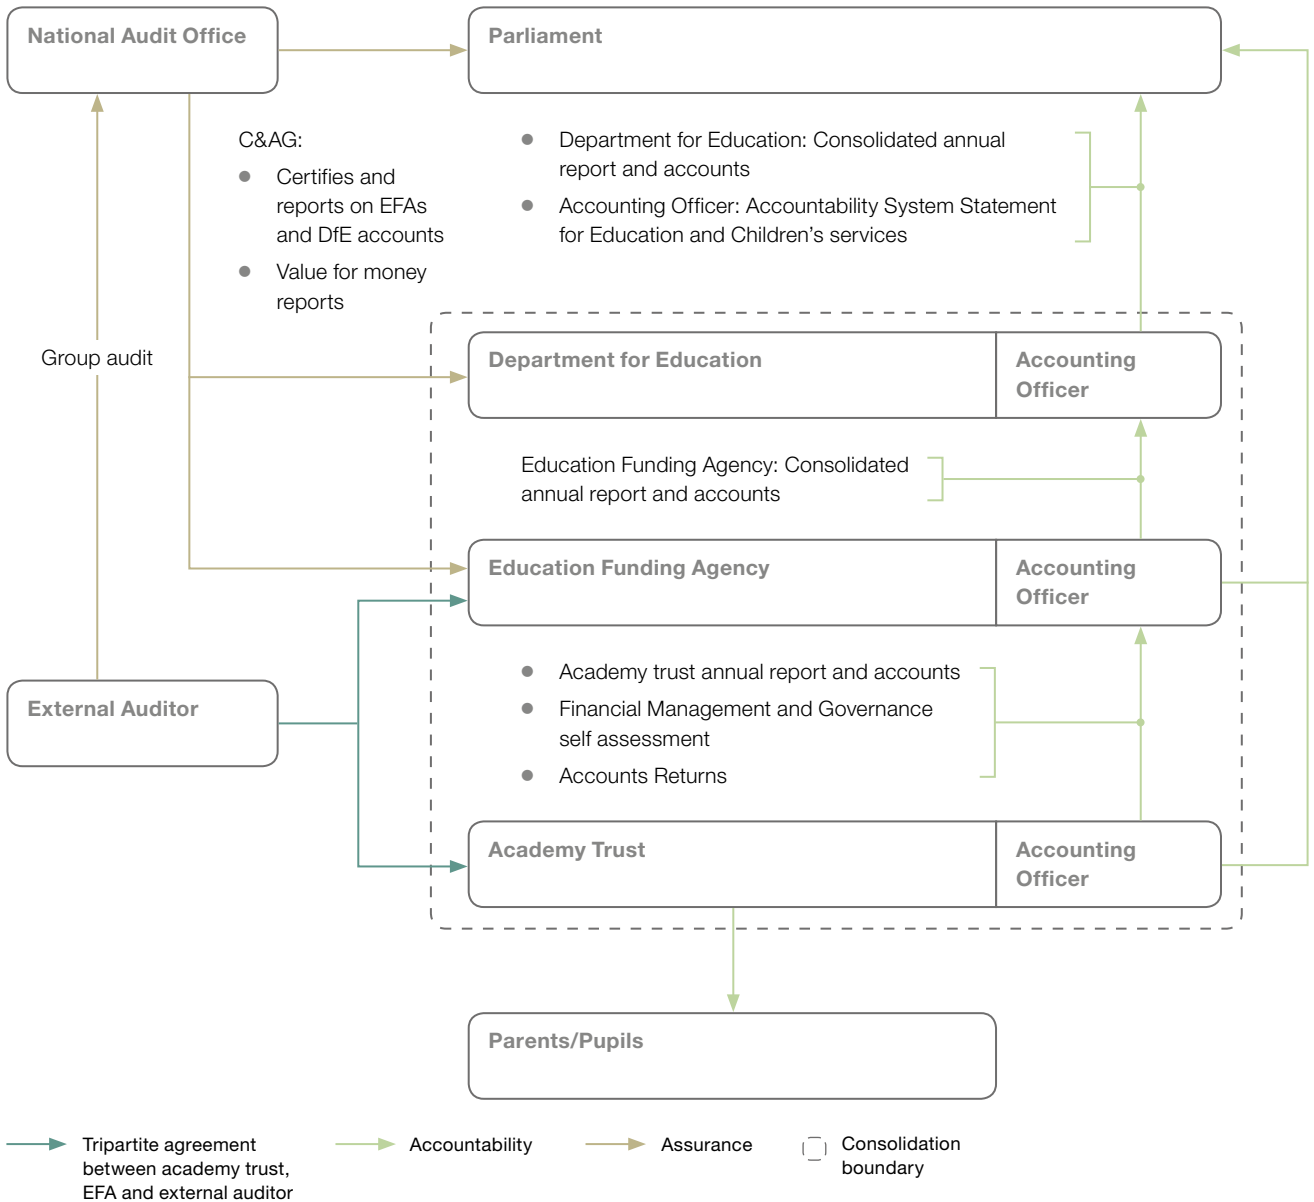 National Audit Office
Parliament
C&AG:
Certifies and
reports on EFAs
and DfE accounts
Value for money
reports
Department for Education: Consolidated annual
report and accounts
Accounting Officer: Accountability System Statement
for Education and Children’s services
Group audit
Department for Education
Accounting
Officer
Education Funding Agency: Consolidated
annual report and accounts
Education Funding Agency
Accounting
Officer
External Auditor
Academy trust annual report and accounts
Financial Management and Governance
self assessment
Accounts Returns
Academy Trust
Accounting
Officer
Parents/Pupils
Tripartite agreement
between academy trust,
EFA and external auditor
Accountability
Assurance
Consolidation
boundary